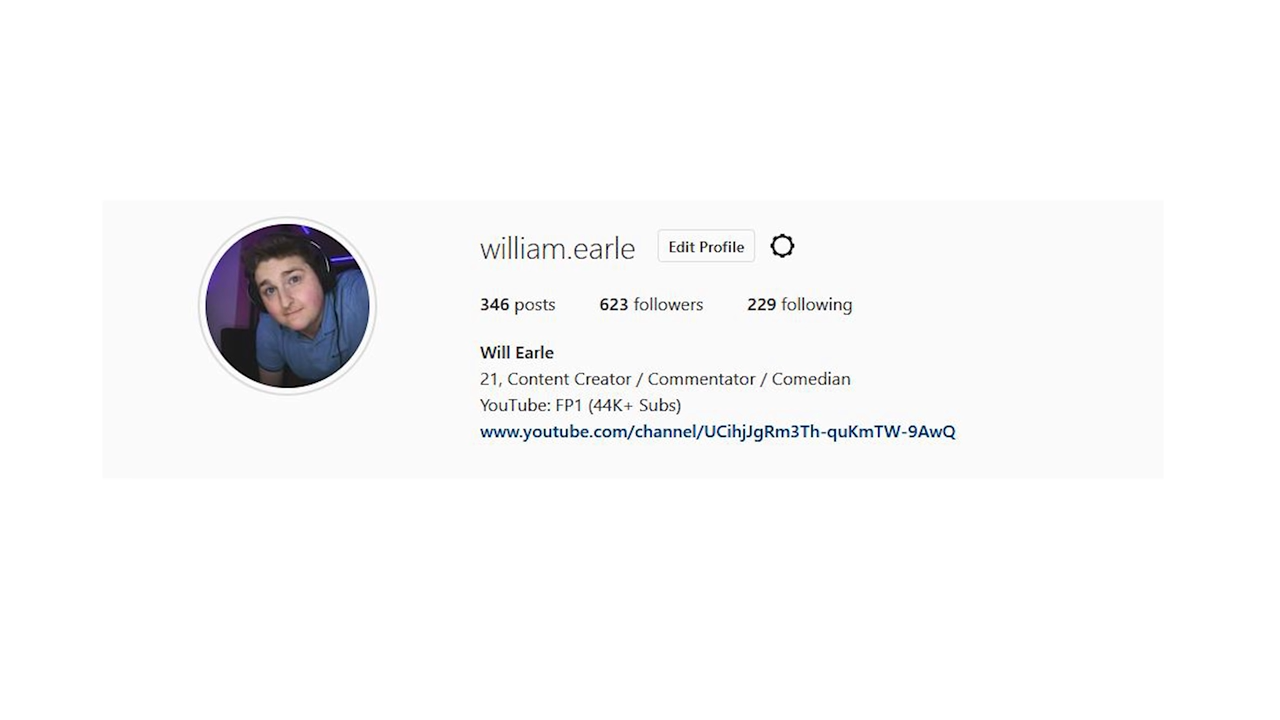 william.earle Edit Profile
346 posts 623 followers 229 following
Will Earle
21, Content Creator / Commentator / Comedian
YouTube: FP1 (44K+ Subs)
www.youtube.com/channel/UCihjJgRm3Th-quKmTW-9AwQ